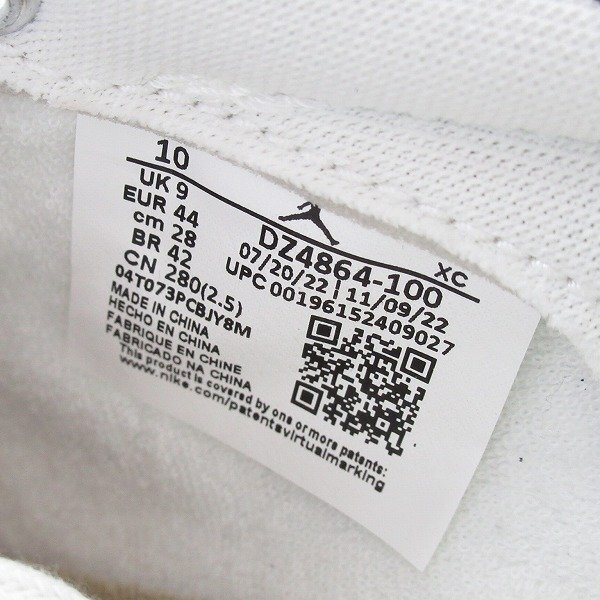 10
UK 9
EUR 44
cm 28
BR 42
CN 280(2.5)
XC
DZ4864-100
07/20/22 | 11/09/22
UPC 00196152409027
04T073PCBJY8M
MADE IN CHINA
HECHO EN CHINA
FABRIQUE EN CHINE
FABRICADO NA CHINA
This product is covered by one or more patents:
www.nike.com/patentsvirtualmarking